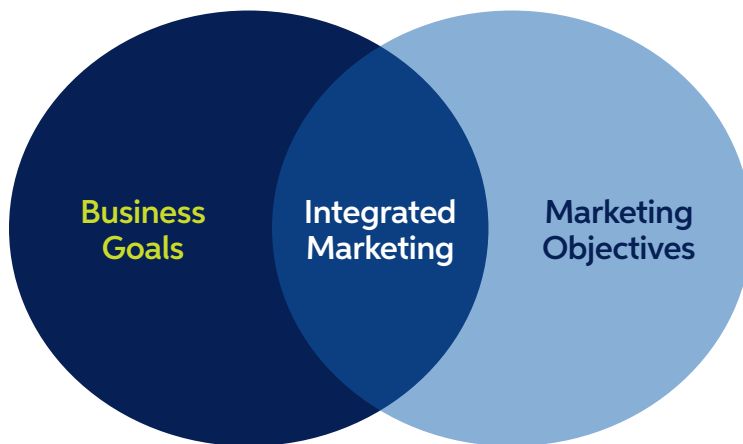 Business
Goals
Integrated
Marketing
Marketing
Objectives